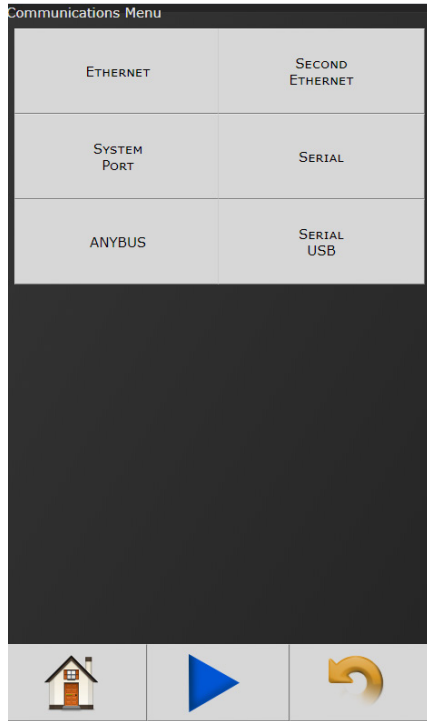 Communications Menu
Ethernet
Second
Ethernet
System
Port
Serial
ANYBUS
Serial
USB